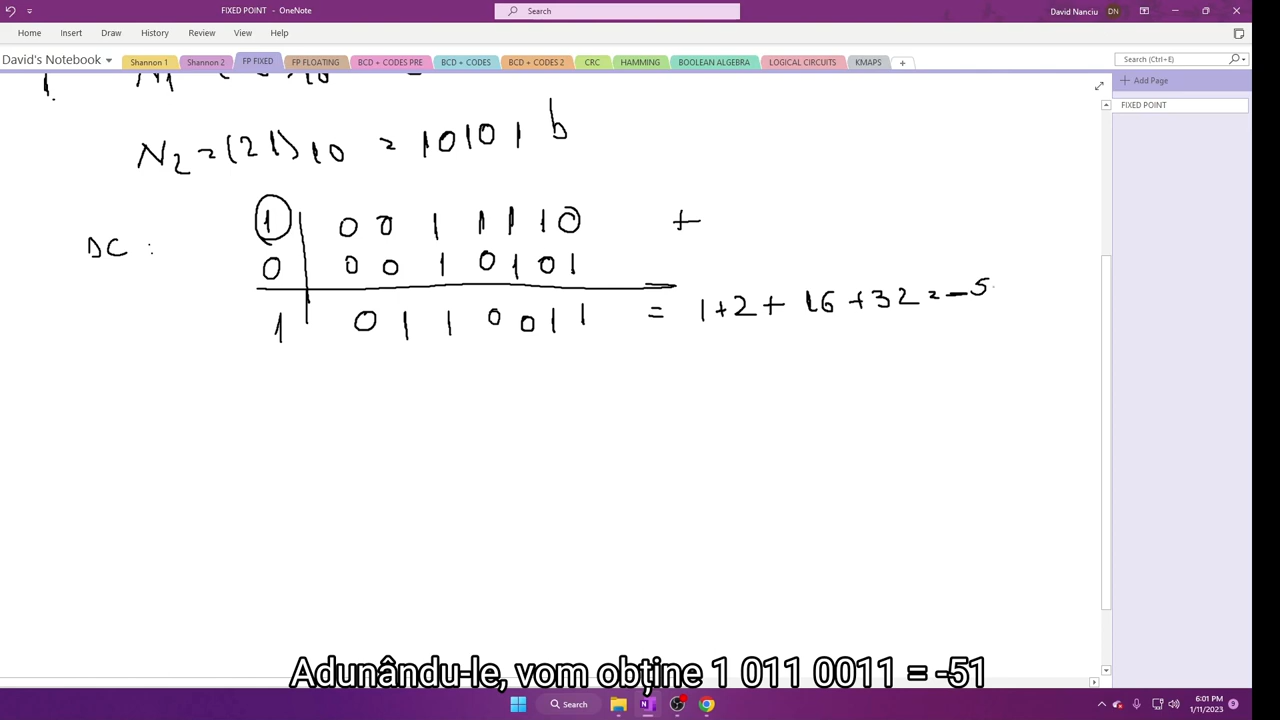 FIXED POINT - OneNote
Search
David Nanciu DN
Home Insert Draw History Review View Help
David's Notebook Shannon 1 Shannon 2 FP FIXED FP FLOATING BCD + CODES PRE BCD + CODES BCD + CODES 2 CRC HAMMING BOOLEAN ALGEBRA LOGICAL CIRCUITS KMAPS
Search (Ctrl+E)
Add Page
FIXED POINT
N2 = (21)10 = 10101 b
1 | 0 0 1 1 1 1 0 +
DC :
0 | 0 0 1 0 1 0 1
1 0 1 1 0 0 1 1 = 1+2+ 16 +32 = -5
Adunându-le, vom obține 1 011 0011 = -51
Search
6:01 PM
1/11/2023